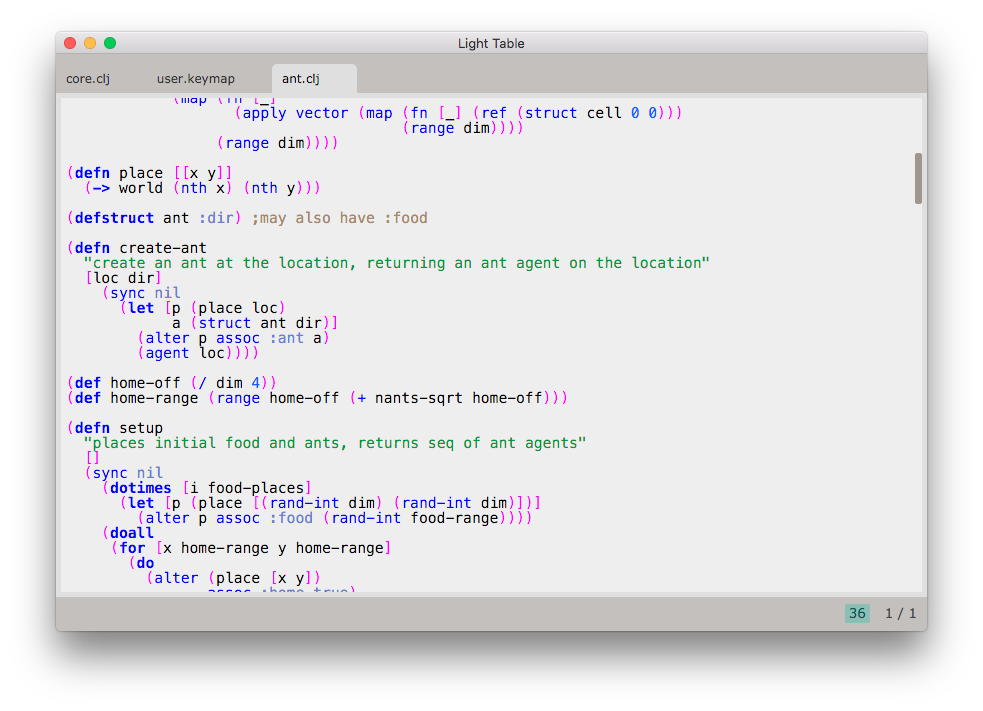 Light Table
core.clj user.keymap ant.clj
(map (fn [_]
(apply vector (map (fn [_] (ref (struct cell 0 0)))
(range dim))))
(range dim))))
(defn place [[x y]]
(-> world (nth x) (nth y)))
(defstruct ant :dir) ;may also have :food
(defn create-ant
"create an ant at the location, returning an ant agent on the location"
[loc dir]
(sync nil
(let [p (place loc)
a (struct ant dir)]
(alter p assoc :ant a)
(agent loc))))
(def home-off (/ dim 4))
(def home-range (range home-off (+ nants-sqrt home-off)))
(defn setup
"places initial food and ants, returns seq of ant agents"
[]
(sync nil
(dotimes [i food-places]
(let [p (place [(rand-int dim) (rand-int dim)])]
(alter p assoc :food (rand-int food-range))))
(doall
(for [x home-range y home-range]
(do
(alter (place [x y])
assoc :home true)
36 1 / 1